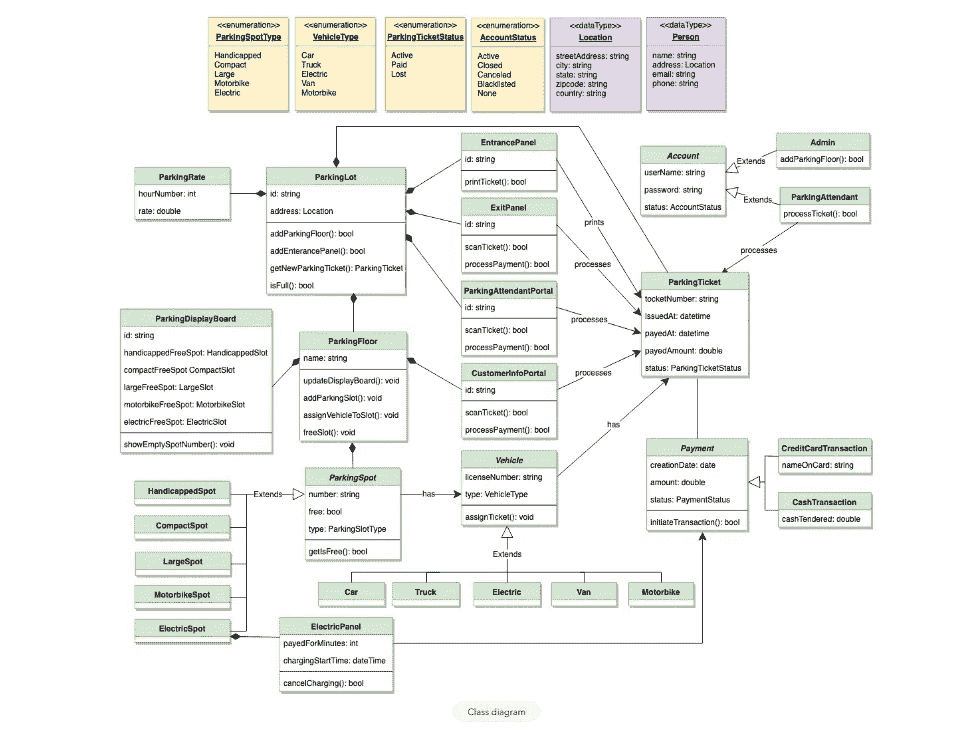 <<enumeration>>
ParkingSpotType
Handicapped
Compact
Large
Motorbike
Electric
<<enumeration>>
VehicleType
Car
Truck
Electric
Van
Motorbike
<<enumeration>>
ParkingTicketStatus
Active
Paid
Lost
<<enumeration>>
AccountStatus
Active
Closed
Canceled
Blacklisted
None
<<dataType>>
Location
streetAddress: string
city: string
state: string
zipcode: string
country: string
<<dataType>>
Person
name: string
address: Location
email: string
phone: string
ParkingRate
hourNumber: int
rate: double
ParkingLot
id: string
address: Location
addParkingFloor(): bool
addEnterancePanel(): bool
getNewParkingTicket(): ParkingTicket
isFull(): bool
EntrancePanel
id: string
printTicket(): bool
ExitPanel
id: string
scanTicket(): bool
processPayment(): bool
ParkingAttendantPortal
id: string
scanTicket(): bool
processPayment(): bool
CustomerInfoPortal
id: string
scanTicket(): bool
processPayment(): bool
prints
processes
processes
processes
has
Account
userName: string
password: string
status: AccountStatus
Extends
Extends
Admin
addParkingFloor(): bool
ParkingAttendant
processTicket(): bool
processes
ParkingTicket
tocketNumber: string
issuedAt: datetime
payedAt: datetime
payedAmount: double
status: ParkingTicketStatus
ParkingDisplayBoard
id: string
handicappedFreeSpot: HandicappedSlot
compactFreeSpot CompactSlot
largeFreeSpot: LargeSlot
motorbikeFreeSpot: MotorbikeSlot
electricFreeSpot: ElectricSlot
showEmptySpotNumber(): void
ParkingFloor
name: string
updateDisplayBoard(): void
addParkingSlot(): void
assignVehicleToSlot(): void
freeSlot(): void
ParkingSpot
number: string
free: bool
type: ParkingSlotType
getIsFree(): bool
has
Vehicle
licenseNumber: string
type: VehicleType
assignTicket(): void
Extends
Car
Truck
Electric
Van
Motorbike
Payment
creationDate: date
amount: double
status: PaymentStatus
initiateTransaction(): bool
CreditCardTransaction
nameOnCard: string
CashTransaction
cashTendered: double
HandicappedSpot
Extends
CompactSpot
LargeSpot
MotorbikeSpot
ElectricSpot
ElectricPanel
payedForMinutes: int
chargingStartTime: dateTime
cancelCharging(): bool
Class diagram